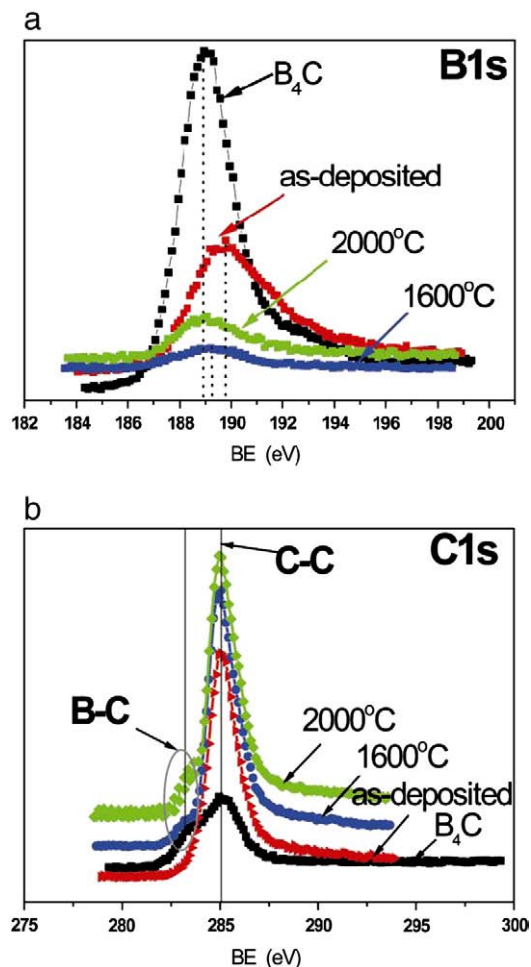 a
B1s
B₄C
as-deposited
2000°C
1600°C
182 184 186 188 190 192 194 196 198 200
BE (eV)
b
C1s
C-C
B-C
2000°C
1600°C
as-deposited
B₄C
275 280 285 290 295 300
BE (eV)